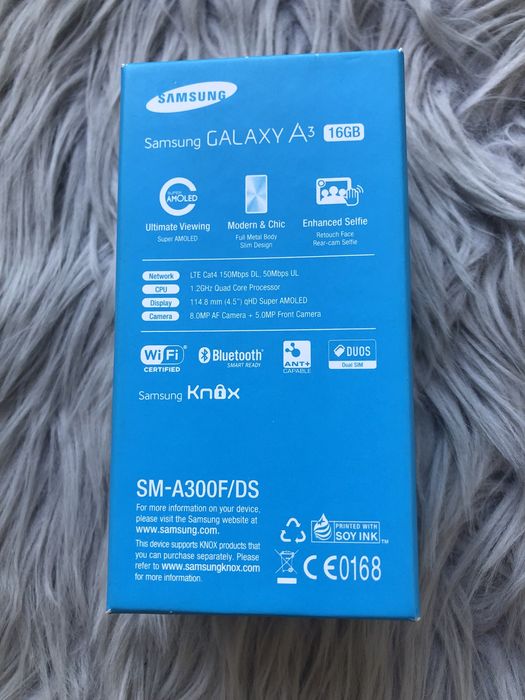 SAMSUNG
Samsung GALAXY A3 16GB
SUPER AMOLED
Ultimate Viewing
Super AMOLED
Modern & Chic
Full Metal Body
Slim Design
Enhanced Selfie
Retouch Face
Rear-cam Selfie
Network LTE Cat4 150Mbps DL, 50Mbps UL
CPU 1.2GHz Quad Core Processor
Display 114.8 mm (4.5") qHD Super AMOLED
Camera 8.0MP AF Camera + 5.0MP Front Camera
Wi Fi CERTIFIED
Bluetooth® SMART READY
ANT+ CAPABLE
DUOS Dual SIM
Samsung Knox
SM-A300F/DS
For more information on your device,
please visit the Samsung website at
www.samsung.com.
This device supports KNOX products that
you can purchase separately. Please
refer to www.samsungknox.com
for more information.
PRINTED WITH
SOY INK™
CE0168